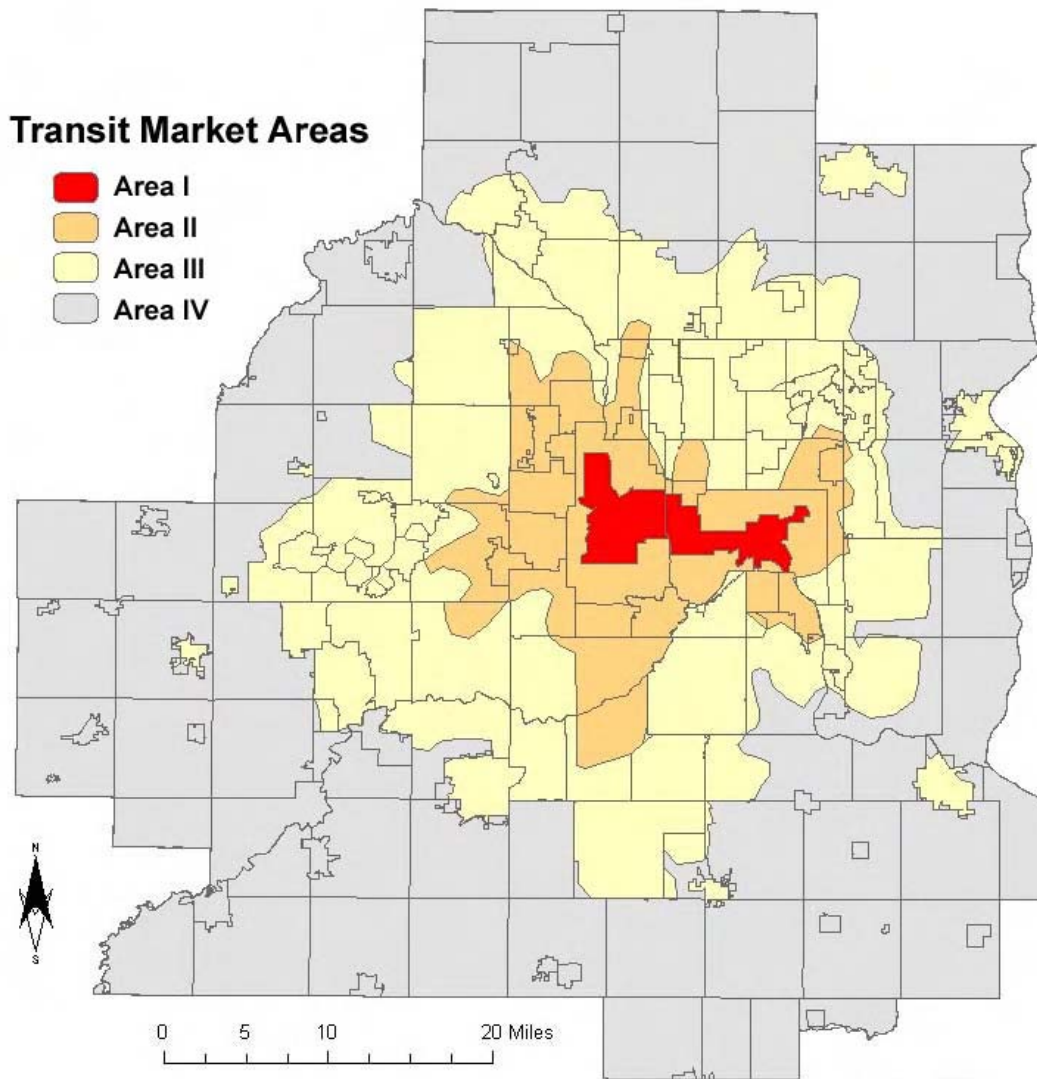 Transit Market Areas
Area I
Area II
Area III
Area IV
N
S
0 5 10 20 Miles